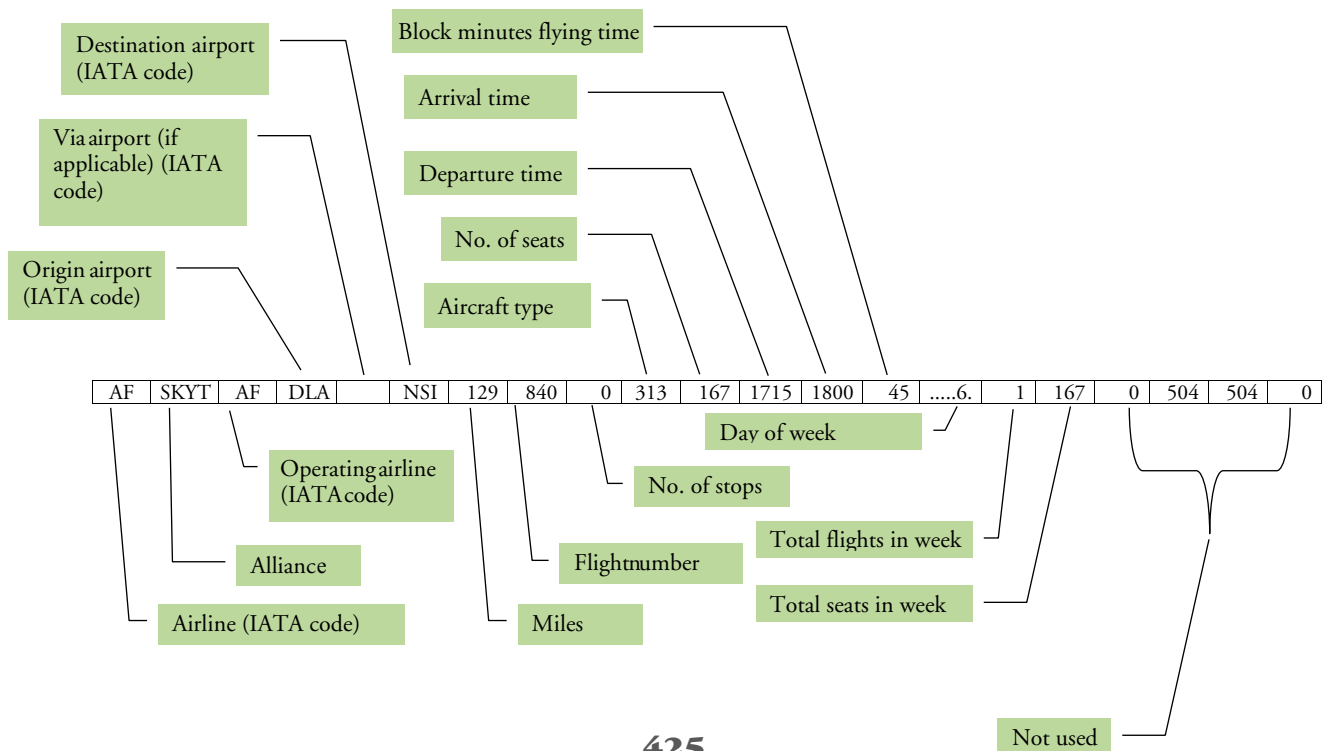 Block minutes flying time
Destination airport
(IATA code)
Arrival time
Via airport (if
applicable) (IATA
code)
Departure time
No. of seats
Origin airport
(IATA code)
Aircraft type
AF SKYT AF DLA NSI 129 840 0 313 167 1715 1800 45 .....6. 1 167 0 504 504 0
Day of week
Operating airline
(IATA code)
No. of stops
Total flights in week
Alliance
Flightnumber
Total seats in week
Airline (IATA code)
Miles
Not used
425